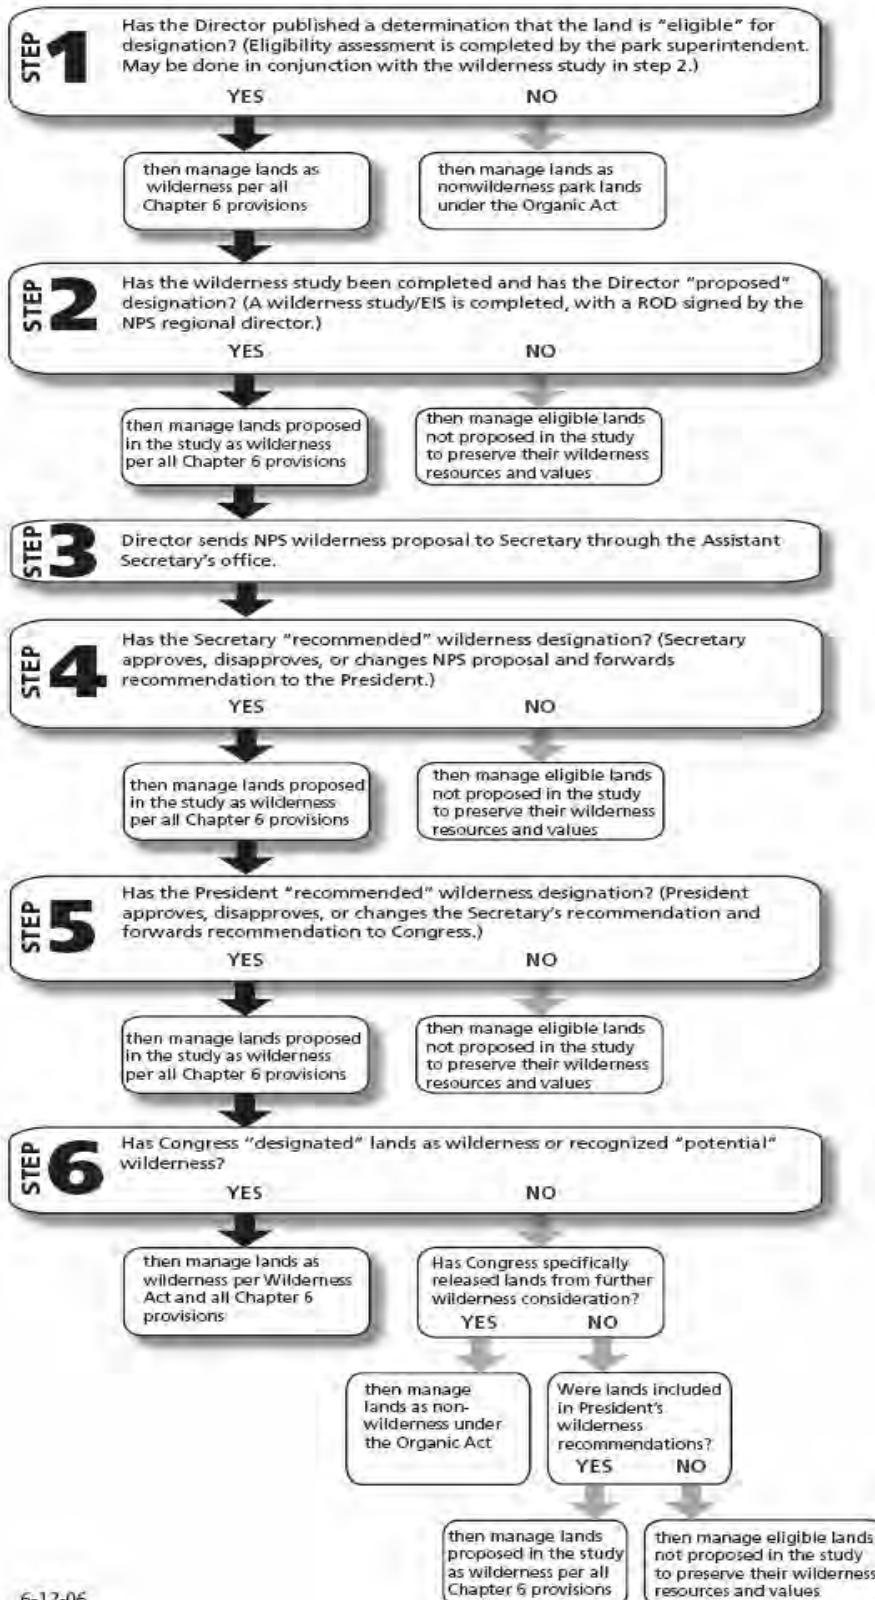 STEP 1
Has the Director published a determination that the land is “eligible” for
designation? (Eligibility assessment is completed by the park superintendent.
May be done in conjunction with the wilderness study in step 2.)
YES NO
then manage lands as
wilderness per all
Chapter 6 provisions
then manage lands as
nonwilderness park lands
under the Organic Act
STEP 2
Has the wilderness study been completed and has the Director “proposed”
designation? (A wilderness study/EIS is completed, with a ROD signed by the
NPS regional director.)
YES NO
then manage lands proposed
in the study as wilderness
per all Chapter 6 provisions
then manage eligible lands
not proposed in the study
to preserve their wilderness
resources and values
STEP 3
Director sends NPS wilderness proposal to Secretary through the Assistant
Secretary’s office.
STEP 4
Has the Secretary “recommended” wilderness designation? (Secretary
approves, disapproves, or changes NPS proposal and forwards
recommendation to the President.)
YES NO
then manage lands proposed
in the study as wilderness
per all Chapter 6 provisions
then manage eligible lands
not proposed in the study
to preserve their wilderness
resources and values
STEP 5
Has the President “recommended” wilderness designation? (President
approves, disapproves, or changes the Secretary’s recommendation and
forwards recommendation to Congress.)
YES NO
then manage lands proposed
in the study as wilderness
per all Chapter 6 provisions
then manage eligible lands
not proposed in the study
to preserve their wilderness
resources and values
STEP 6
Has Congress “designated” lands as wilderness or recognized “potential”
wilderness?
YES NO
then manage lands as
wilderness per Wilderness
Act and all Chapter 6
provisions
Has Congress specifically
released lands from further
wilderness consideration?
YES NO
then manage
lands as non-
wilderness under
the Organic Act
Were lands included
in President’s
wilderness
recommendations?
YES NO
then manage lands
proposed in the study
as wilderness per all
Chapter 6 provisions
then manage eligible lands
not proposed in the study
to preserve their wilderness
resources and values
6-12-06